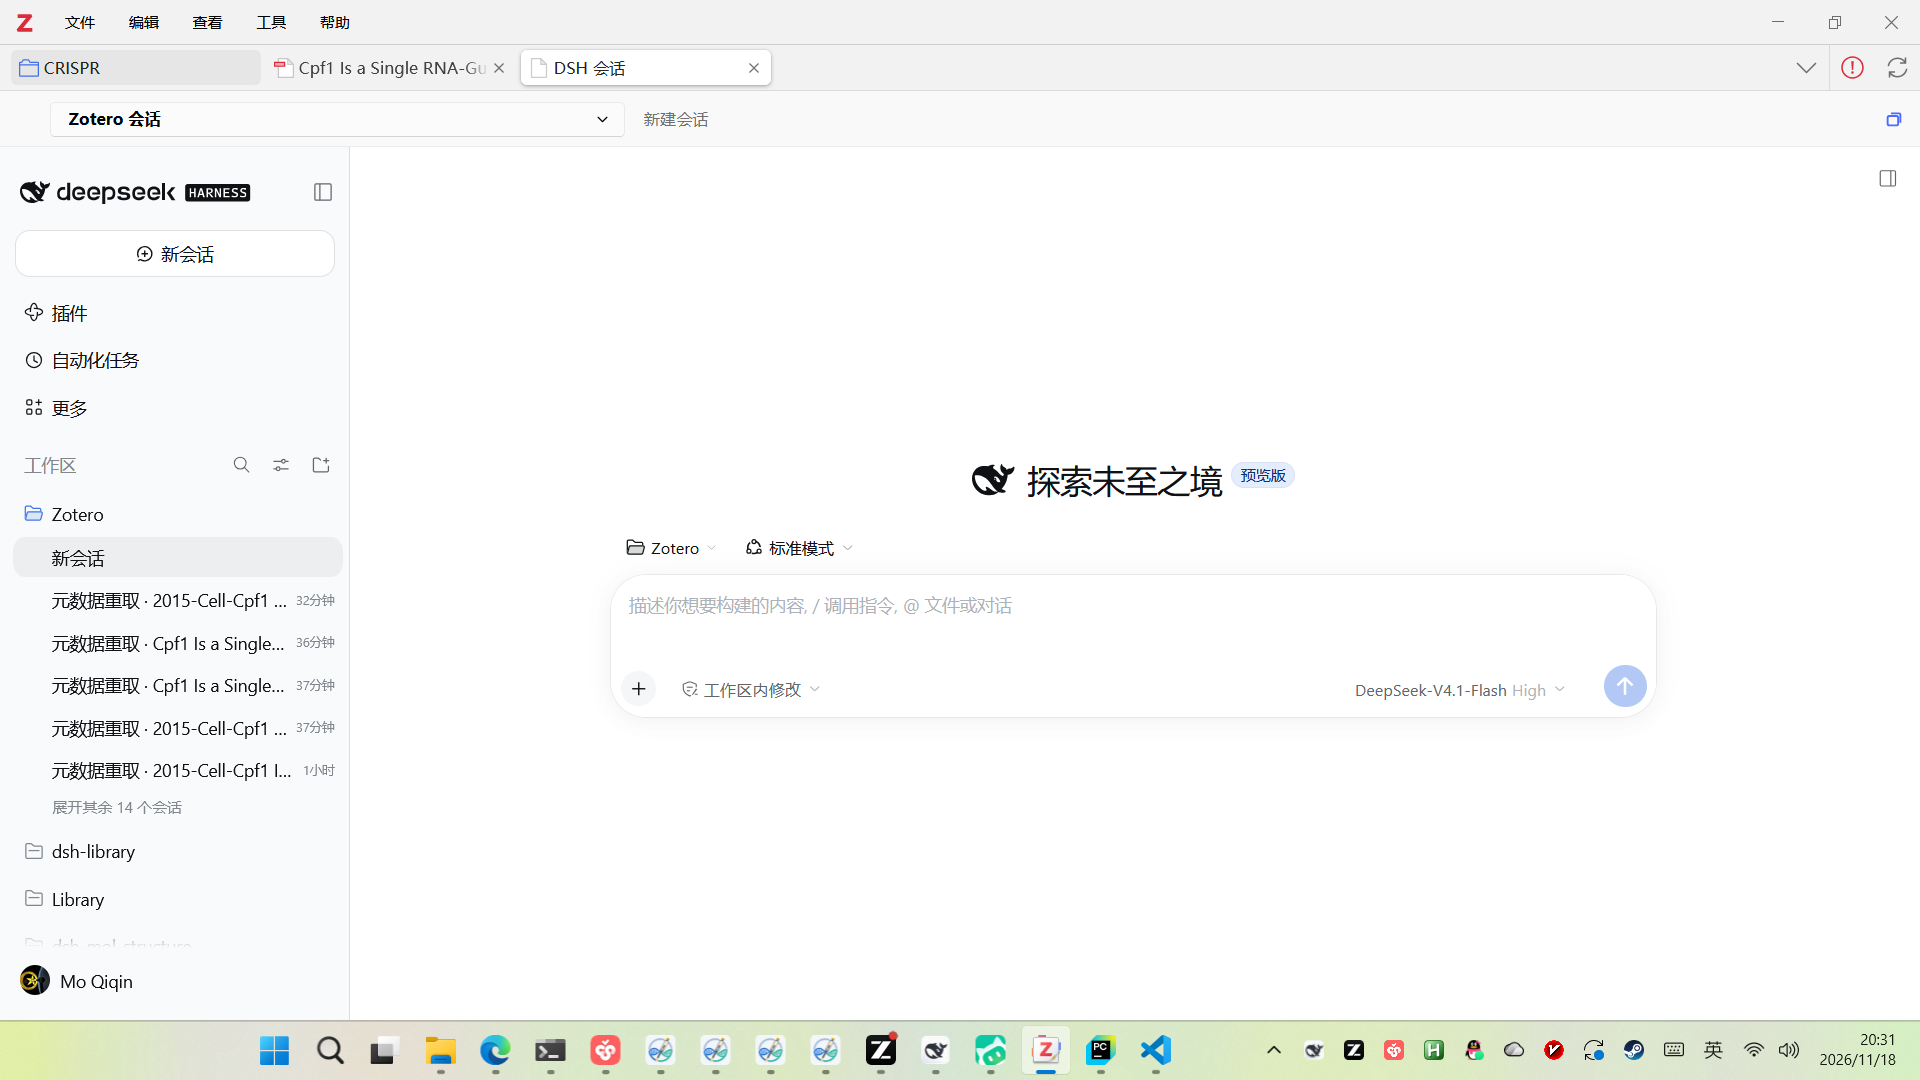 文件 编辑 查看 工具 帮助
CRISPR
Cpf1 Is a Single RNA-Gu
DSH 会话
Zotero 会话
新建会话
deepseek HARNESS
新会话
插件
自动化任务
更多
工作区
Zotero
新会话
元数据重取 · 2015-Cell-Cpf1 ... 32分钟
元数据重取 · Cpf1 Is a Single... 36分钟
元数据重取 · Cpf1 Is a Single... 37分钟
元数据重取 · 2015-Cell-Cpf1 ... 37分钟
元数据重取 · 2015-Cell-Cpf1 I... 1小时
展开其余 14 个会话
dsh-library
Library
dsh-mol-structure
Mo Qiqin
探索未至之境 预览版
Zotero 标准模式
描述你想要构建的内容, / 调用指令, @ 文件或对话
工作区内修改
DeepSeek-V4.1-Flash High
英
20:31
2026/11/18